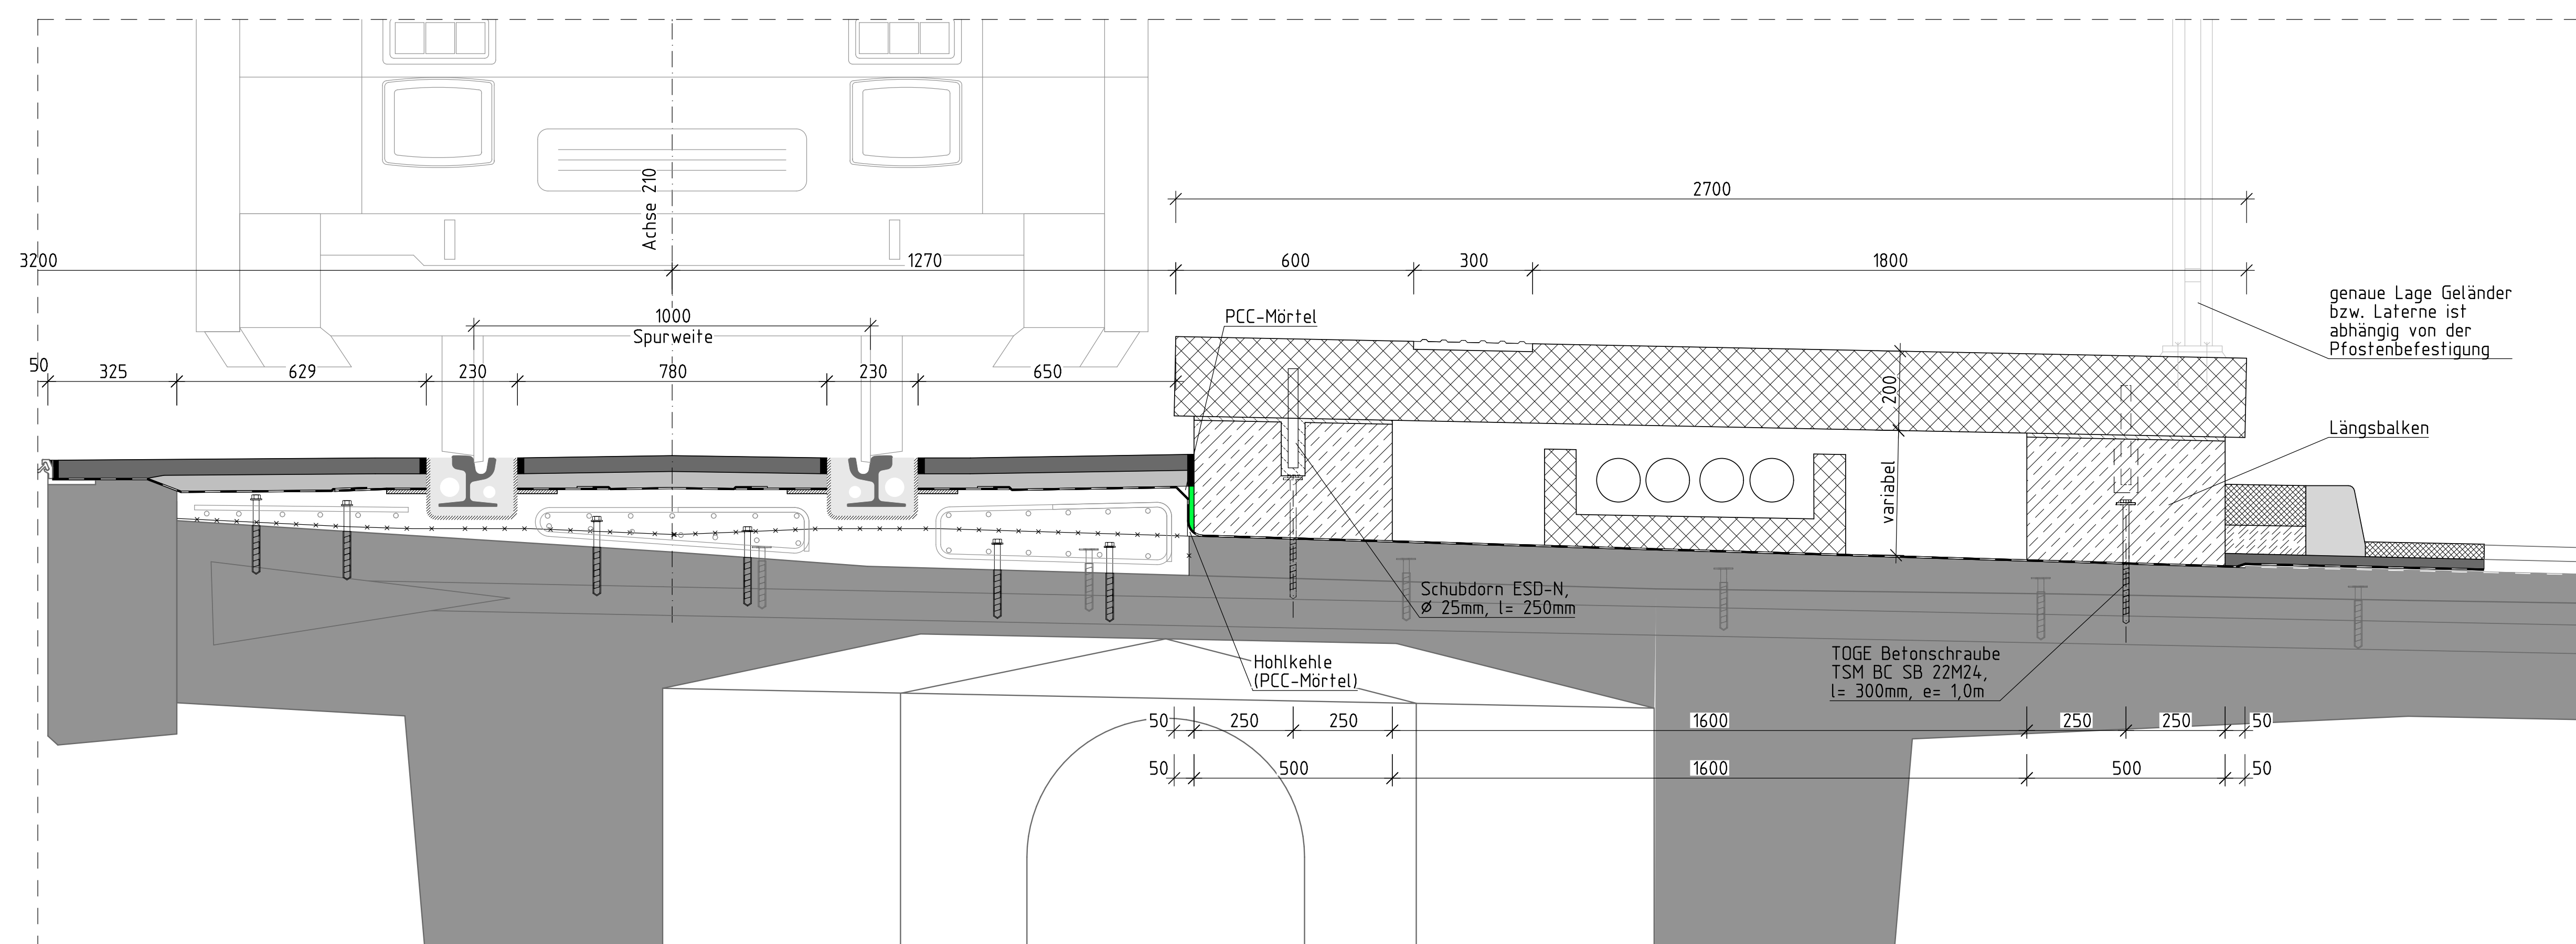 Achse 210
2700
3200
1270
600
300
1800
genaue Lage Geländer
bzw. Laterne ist
abhängig von der
Pfostenbefestigung
1000
Spurweite
PCC-Mörtel
50
325
629
230
780
230
650
200
Längsbalken
variabel
Schubdorn ESD-N,
Ø 25mm, l= 250mm
Hohlkehle
(PCC-Mörtel)
TOGE Betonschraube
TSM BC SB 22M24,
l= 300mm, e= 1,0m
50
250
250
1600
250
250
50
50
500
1600
500
50